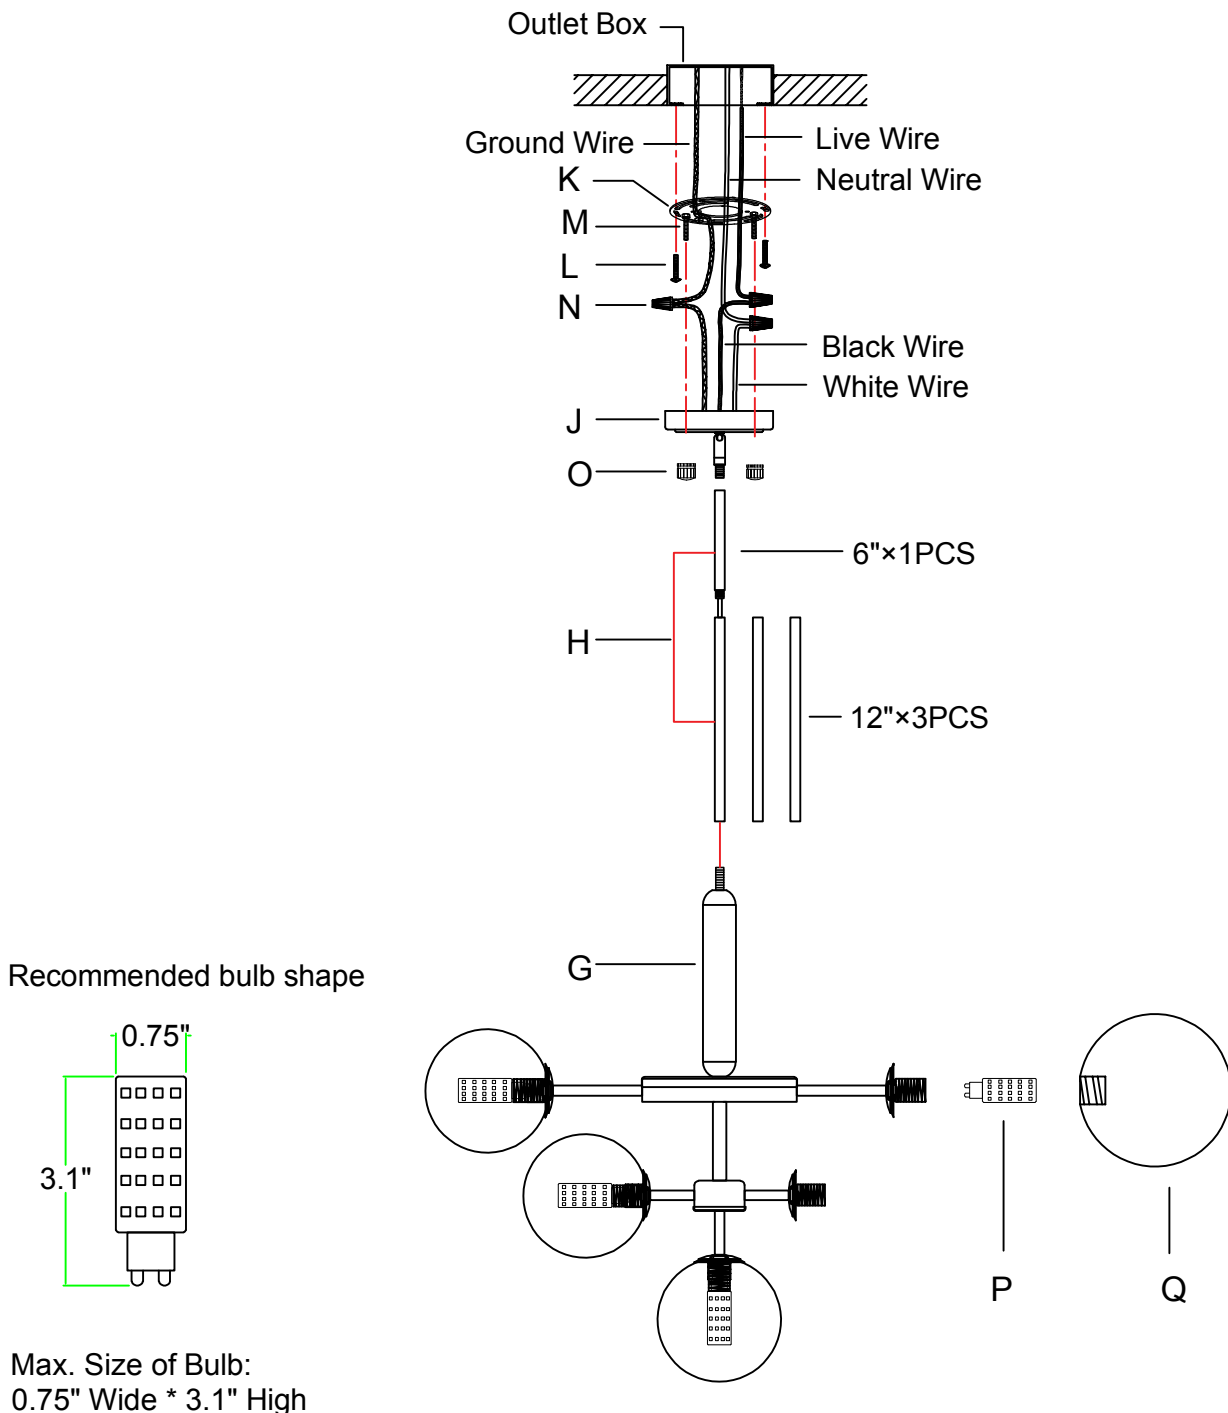 Outlet Box
Ground Wire
Live Wire
K
Neutral Wire
M
L
N
Black Wire
White Wire
J
O
6"×1PCS
H
12"×3PCS
G
Recommended bulb shape
0.75"
3.1"
P
Q
Max. Size of Bulb:
0.75" Wide * 3.1" High